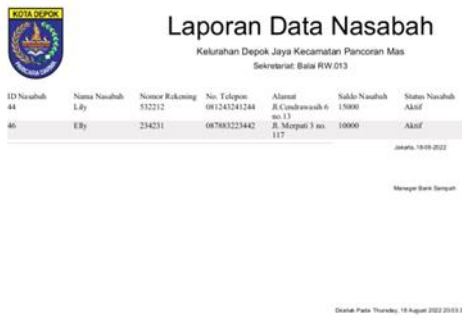 KOTA DEPOK
Laporan Data Nasabah
Kelurahan Depok Jaya Kecamatan Pancoran Mas
Sekretariat: Balai RW.013
ID Nasabah Nama Nasabah Nomor Rekening No. Telepon Alamat Saldo Nasabah Status Nasabah
44 Lily 532212 081243241244 Jl.Cendrawasih 6 15000 Aktif
no.13
46 Elly 234231 087883223442 Jl. Merpati 3 no. 10000 Aktif
117
Jakarta, 18-08-2022
Manager Bank Sampah
Dicetak Pada Thursday, 18 August 2022